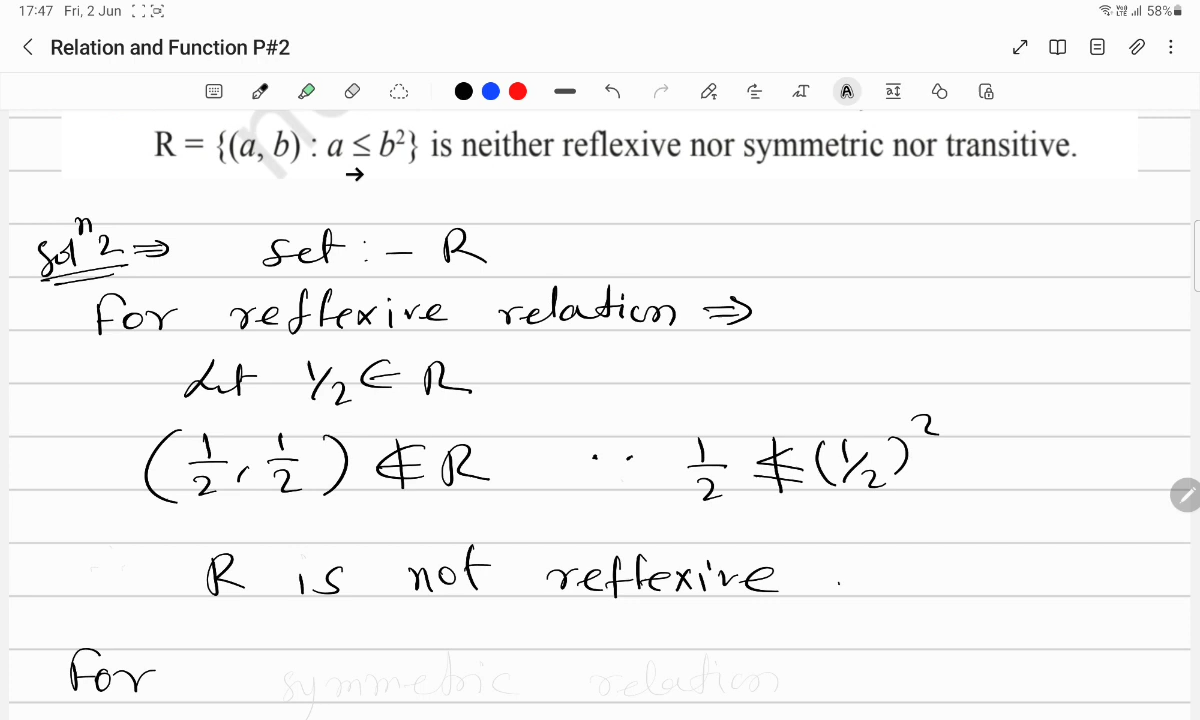 17:47 Fri, 2 Jun 58%
Relation and Function P#2
R = {(a, b) : a ≤ b²} is neither reflexive nor symmetric nor transitive.
→
Solⁿ 2 ⇒ set :- R
For reflexive relation ⇒
Let 1/2 ∈ R
(1/2, 1/2) ∉ R ∵ 1/2 ≰ (1/2)²
R is not reflexive .
For symmetric relation